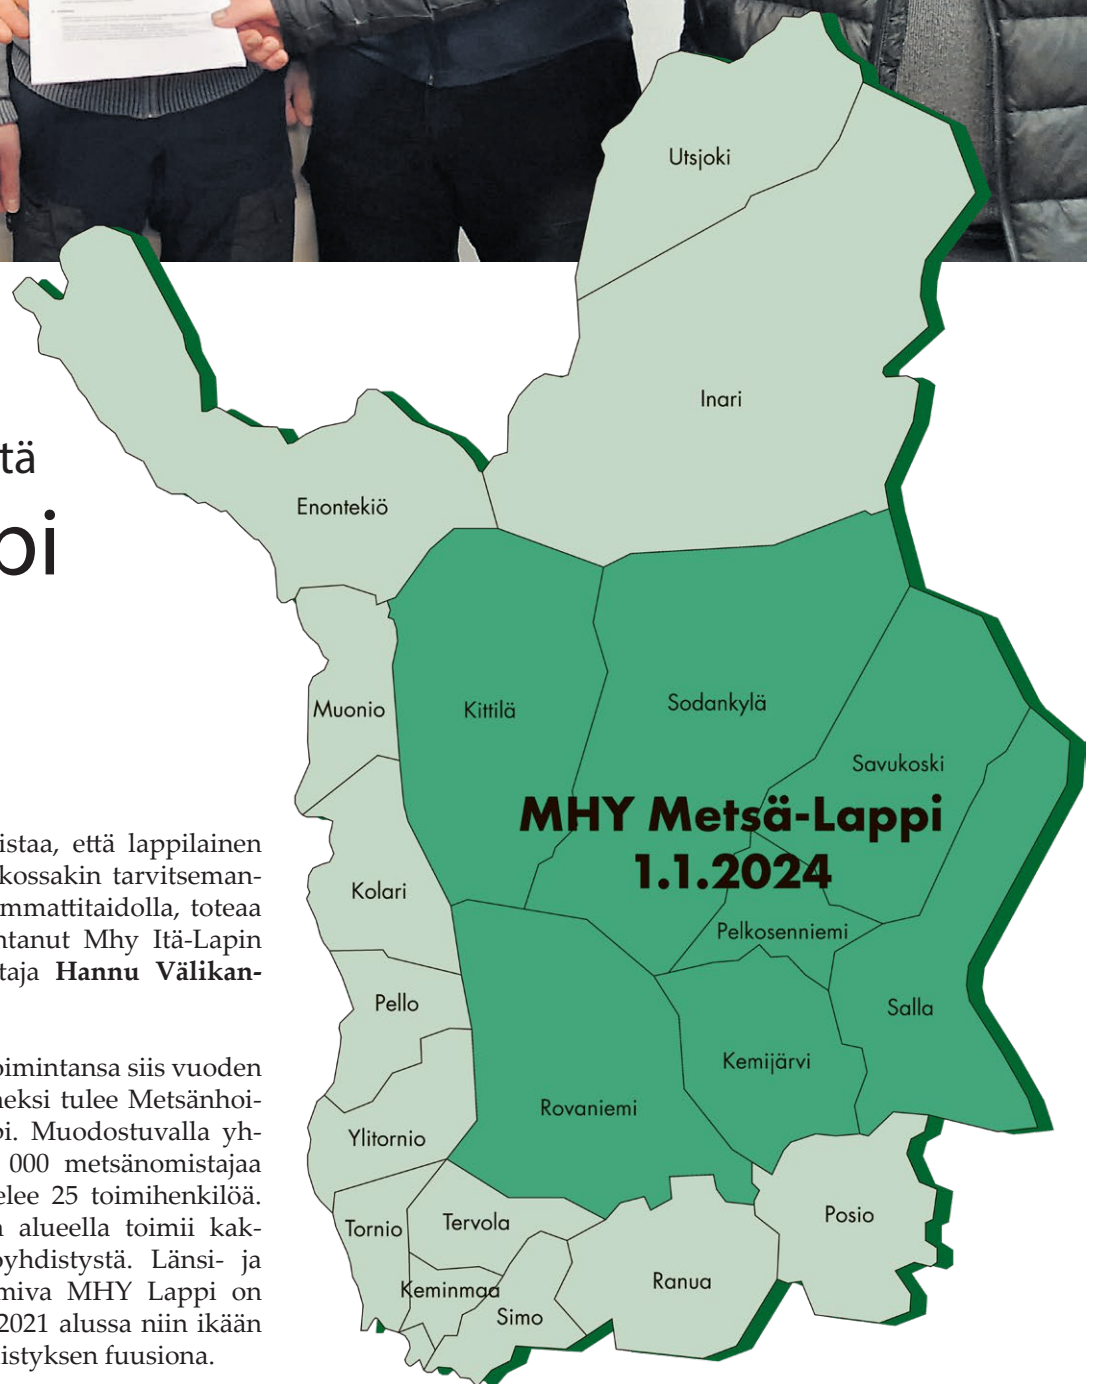 tä
pi
istaa, että lappilainen
kossakin tarvitseman-
mmattitaidolla, toteaa
ntanut Mhy Itä-Lapin
taja Hannu Välikan-
oimintansa siis vuoden
neksi tulee Metsänhoi-
pi. Muodostuvalla yh-
000 metsänomistajaa
elee 25 toimihenkilöä.
alueella toimii kak-
oyhdistystä. Länsi- ja
miva MHY Lappi on
2021 alussa niin ikään
istyksen fuusiona.
Utsjoki
Inari
Enontekiö
Muonio
Kittilä
Sodankylä
Savukoski
MHY Metsä-Lappi
1.1.2024
Kolari
Pelkosenniemi
Pello
Salla
Kemijärvi
Rovaniemi
Ylitornio
Tornio
Tervola
Posio
Keminmaa
Ranua
Simo